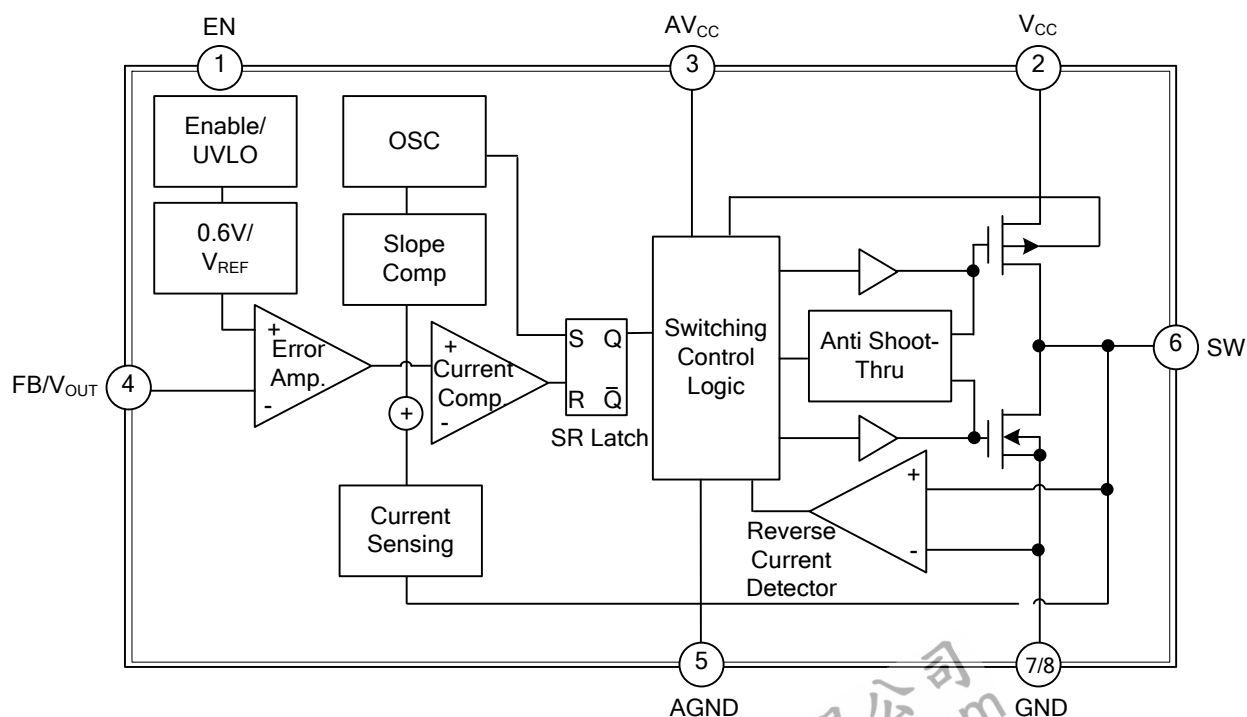 EN
AVCC
VCC
1
3
2
Enable/
UVLO
OSC
0.6V/
VREF
Slope
Comp
+
Error
Amp.
-
+
Current
Comp.
-
+
S Q
R Q̄
SR Latch
Switching
Control
Logic
Anti Shoot-
Thru
6
SW
FB/VOUT
4
Current
Sensing
+
-
Reverse
Current
Detector
5
7/8
AGND
GND
公司